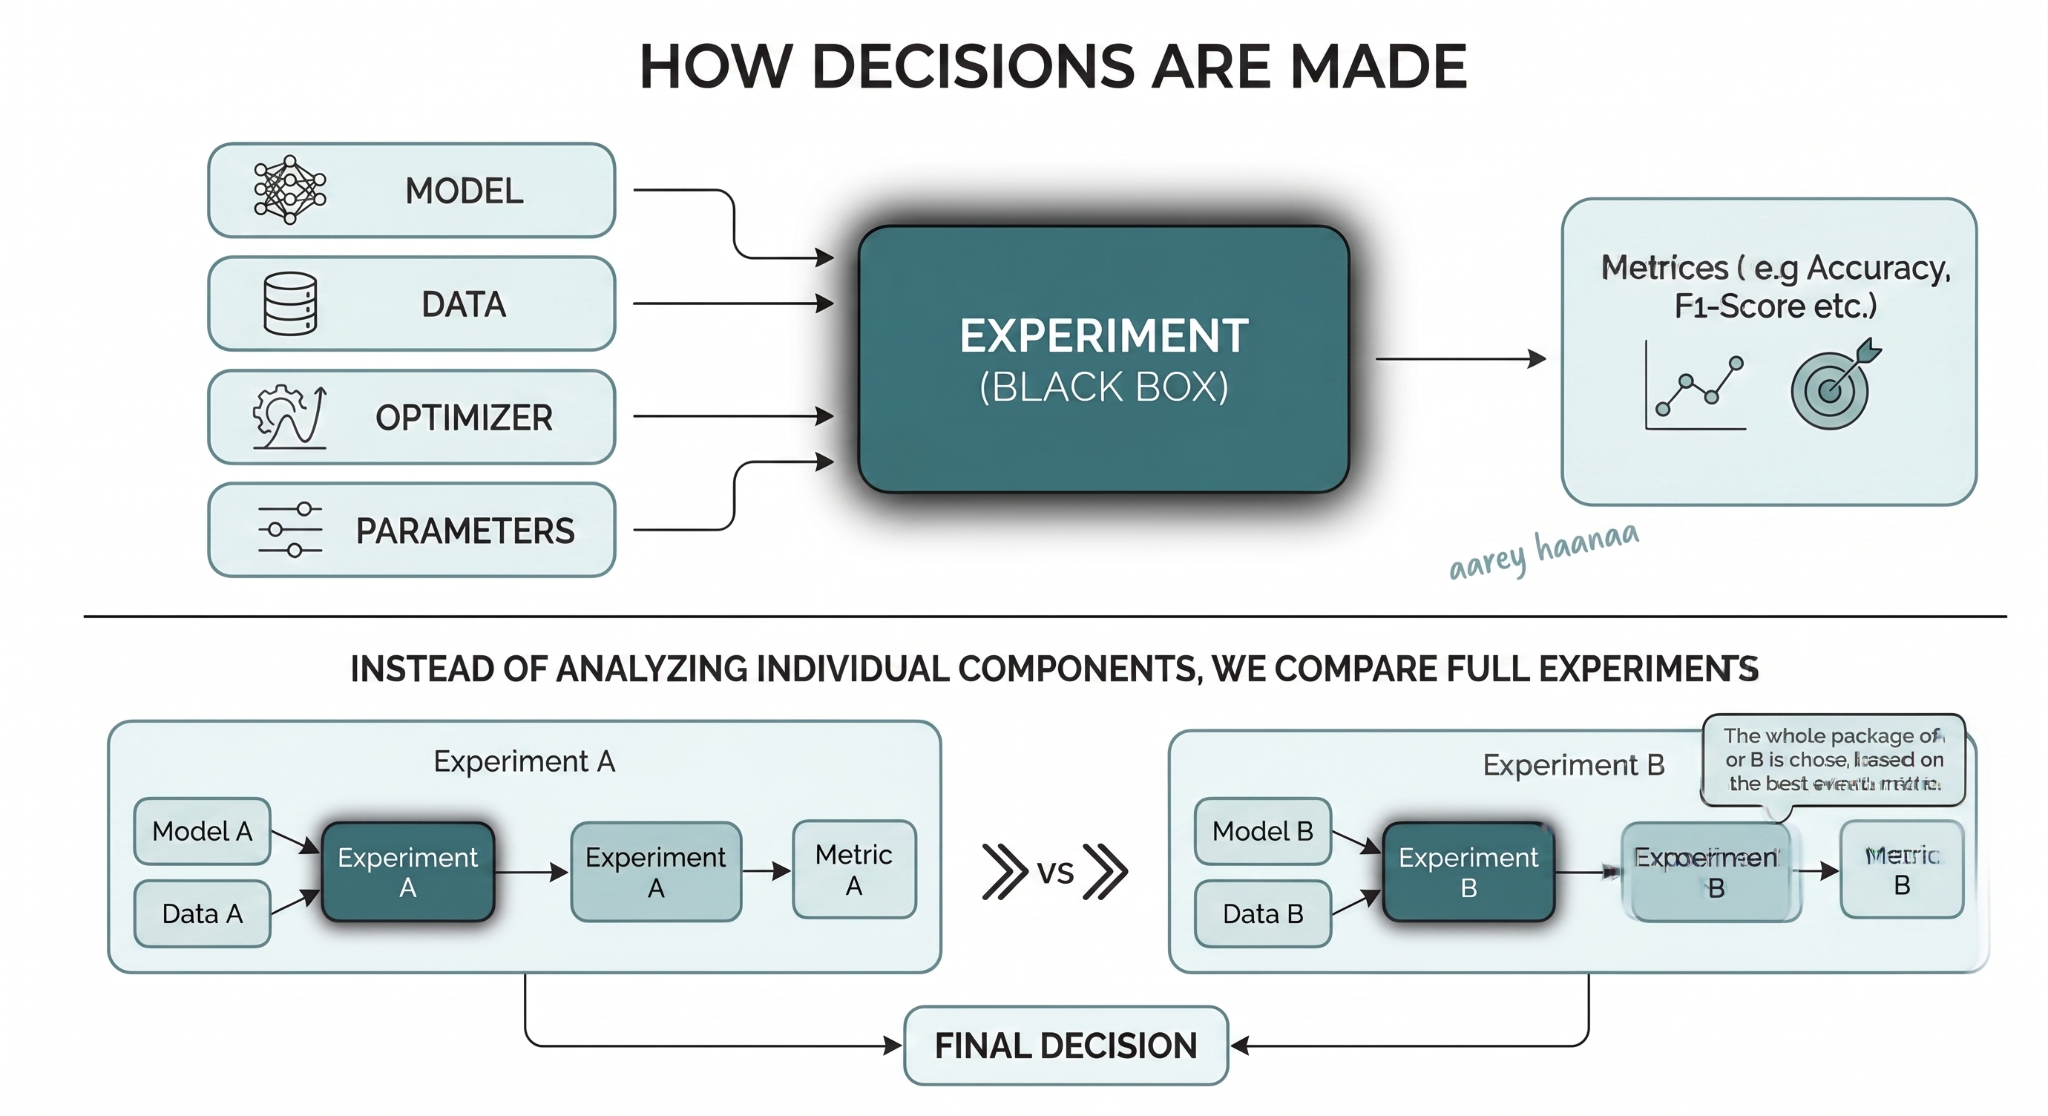 HOW DECISIONS ARE MADE
MODEL
DATA
OPTIMIZER
PARAMETERS
EXPERIMENT
(BLACK BOX)
Metrices ( e.g Accuracy,
F1-Score etc.)
aarey haanaa
INSTEAD OF ANALYZING INDIVIDUAL COMPONENTS, WE COMPARE FULL EXPERIMENTS
Experiment A
Model A
Data A
Experiment
A
Experiment
A
Metric
A
vs
Experiment B
The whole package of
or B is chose, based on
the best
Model B
Data B
Experiment
B
B
Metric
B
FINAL DECISION